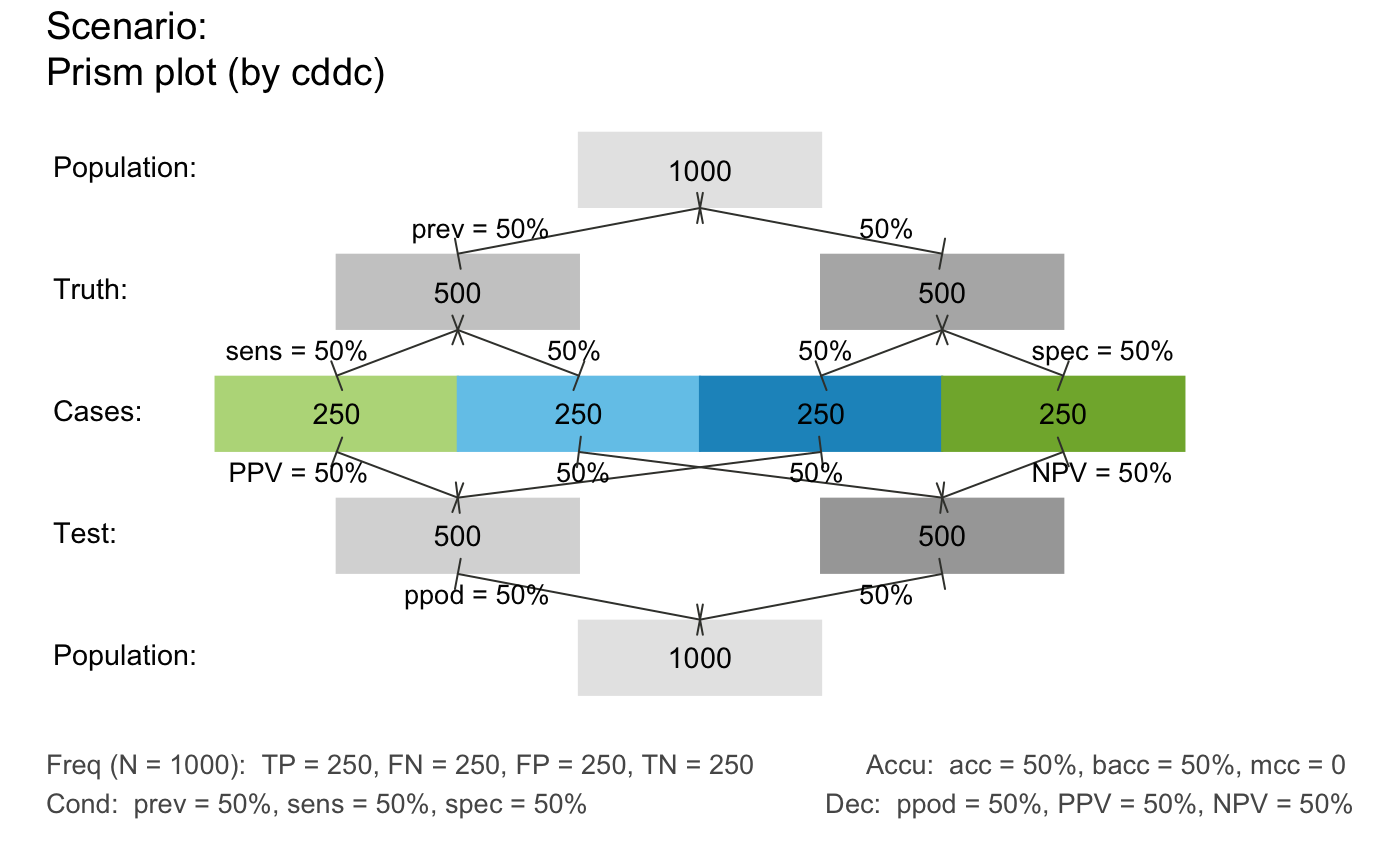 Scenario:
Prism plot (by cddc)
Population:
1000
prev = 50%
50%
Truth:
500
500
sens = 50%
50%
50%
spec = 50%
Cases:
250
250
250
250
PPV = 50%
50%
50%
NPV = 50%
Test:
500
500
ppod = 50%
50%
Population:
1000
Freq (N = 1000):  TP = 250, FN = 250, FP = 250, TN = 250
Accu:  acc = 50%, bacc = 50%, mcc = 0
Cond:  prev = 50%, sens = 50%, spec = 50%
Dec:  ppod = 50%, PPV = 50%, NPV = 50%